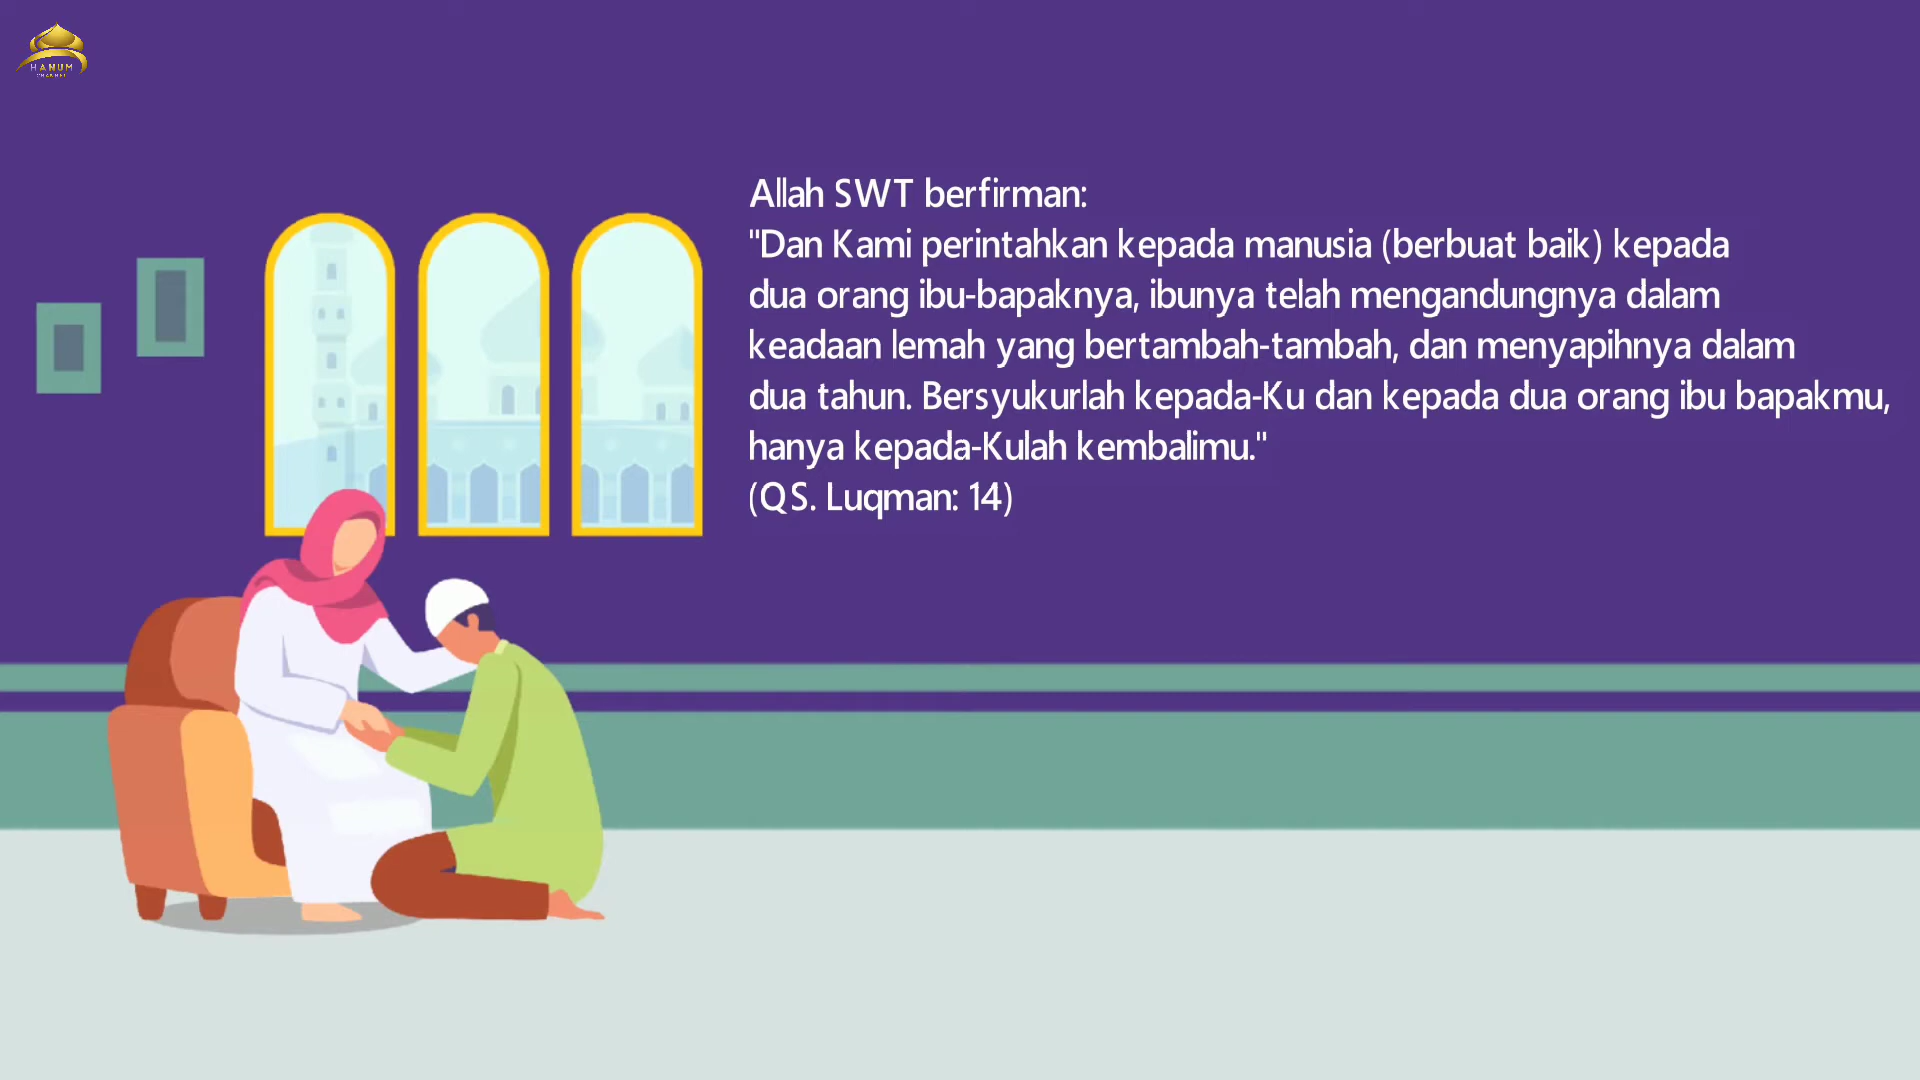 HANUM
CHANNEL
Allah SWT berfirman:
"Dan Kami perintahkan kepada manusia (berbuat baik) kepada
dua orang ibu-bapaknya, ibunya telah mengandungnya dalam
keadaan lemah yang bertambah-tambah, dan menyapihnya dalam
dua tahun. Bersyukurlah kepada-Ku dan kepada dua orang ibu bapakmu,
hanya kepada-Kulah kembalimu."
(QS. Luqman: 14)